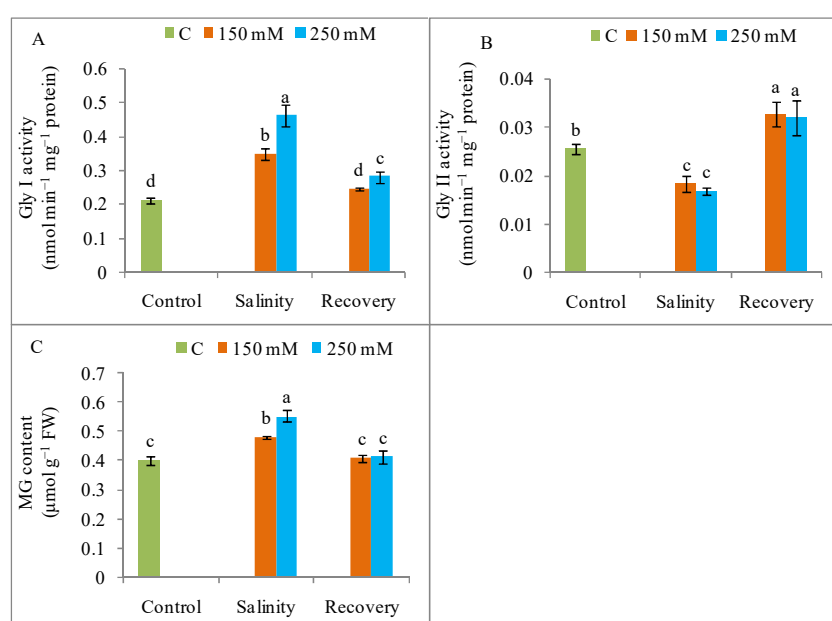 A
C 150 mM 250 mM
Gly I activity
(nmol min⁻¹ mg⁻¹ protein)
0.6
0.5
0.4
0.3
0.2
0.1
0
d
b
a
d
c
Control Salinity Recovery
B
C 150 mM 250 mM
Gly II activity
(nmol min⁻¹ mg⁻¹ protein)
0.04
0.03
0.02
0.01
0
b
c c
a a
Control Salinity Recovery
C
C 150 mM 250 mM
MG content
(µmol g⁻¹ FW)
0.7
0.6
0.5
0.4
0.3
0.2
0.1
0
c
b
a
c c
Control Salinity Recovery